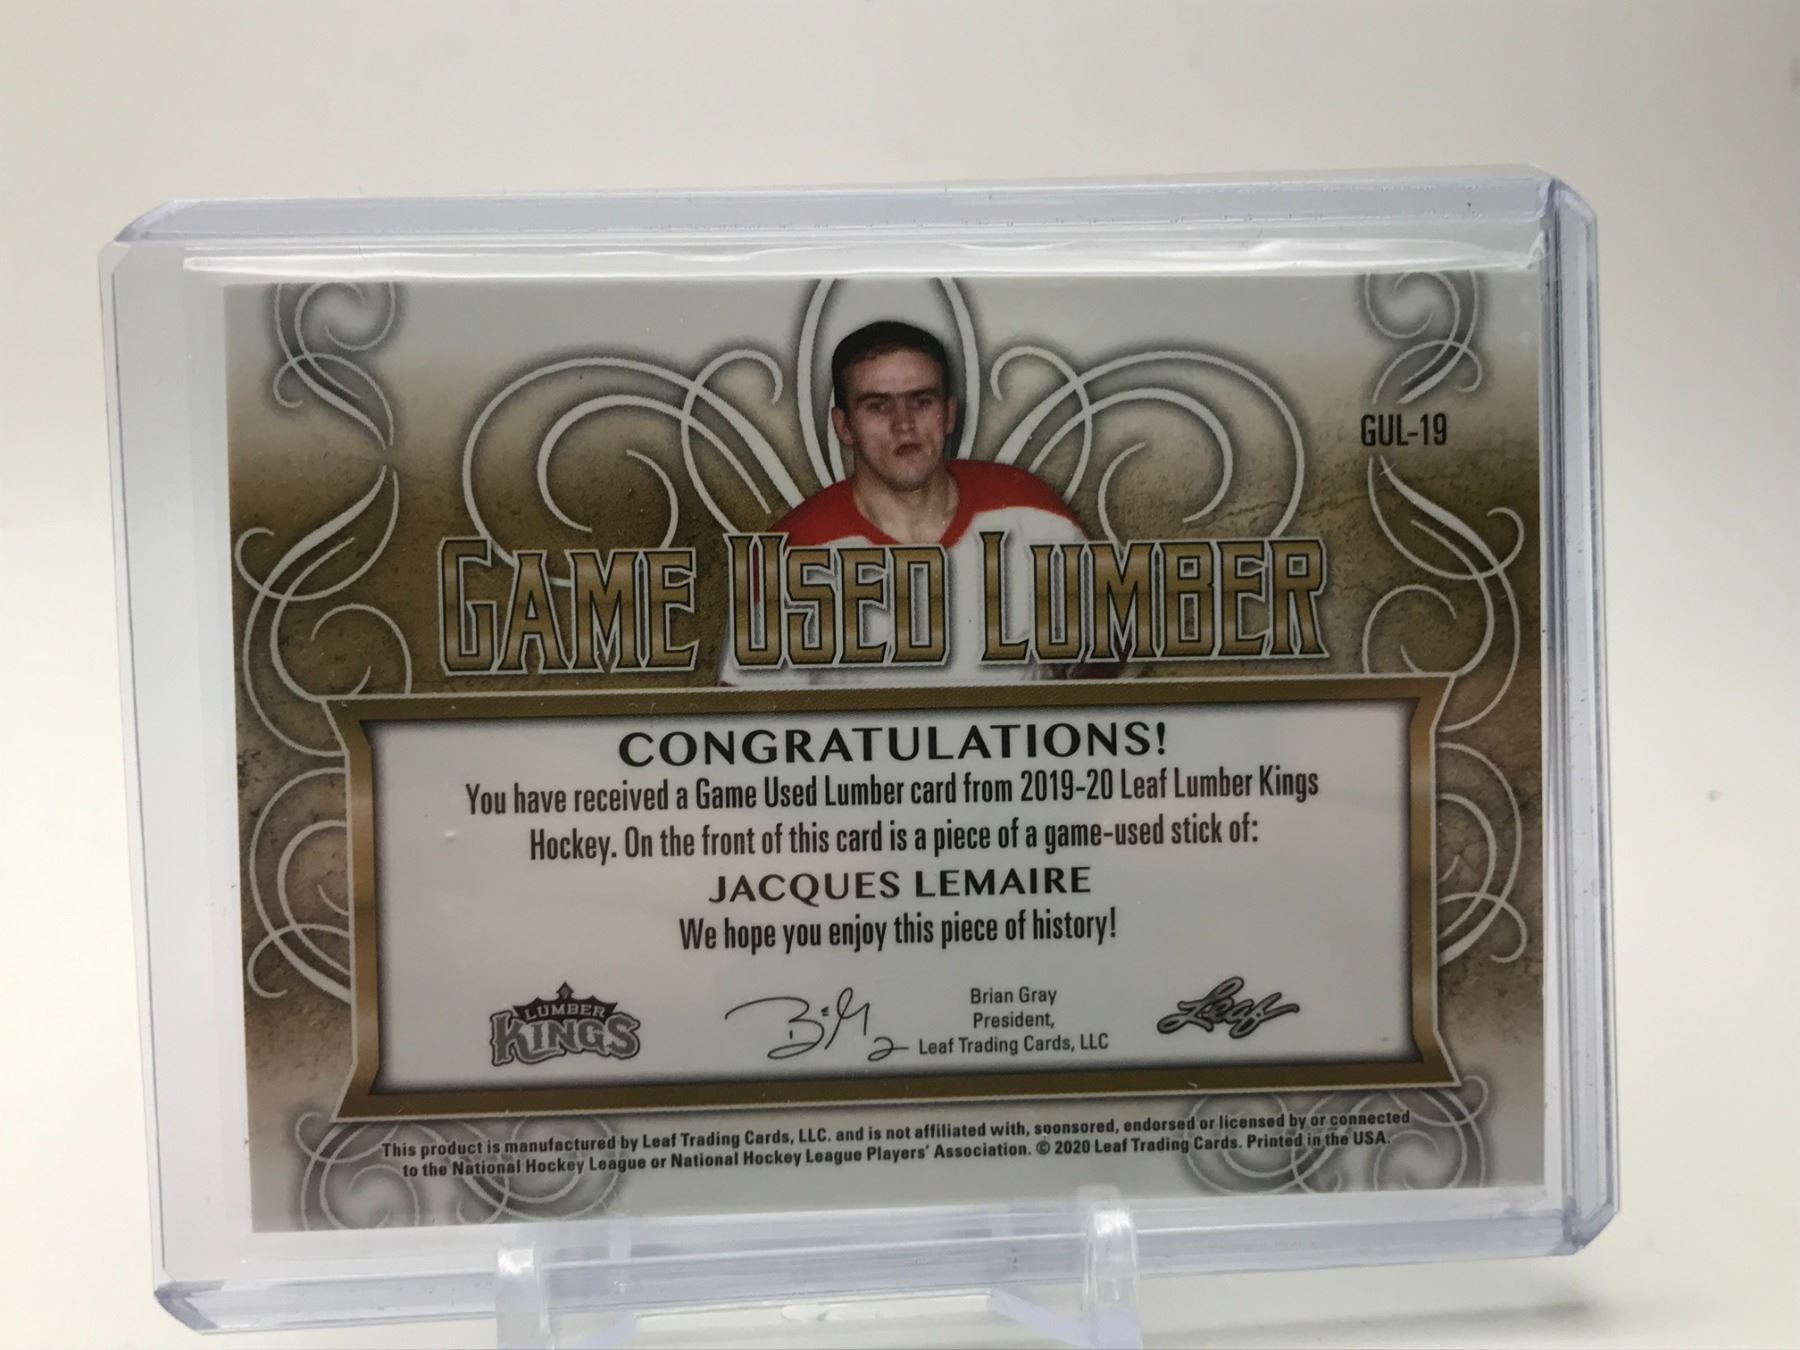 GUL-19
GAME USED LUMBER
CONGRATULATIONS!
You have received a Game Used Lumber card from 2019-20 Leaf Lumber Kings
Hockey. On the front of this card is a piece of a game-used stick of:
JACQUES LEMAIRE
We hope you enjoy this piece of history!
LUMBER
KINGS
Brian Gray
President,
Leaf Trading Cards, LLC
Leaf
This product is manufactured by Leaf Trading Cards, LLC. and is not affiliated with, sponsored, endorsed or licensed by or connected
to the National Hockey League or National Hockey League Players' Association. © 2020 Leaf Trading Cards. Printed in the USA.